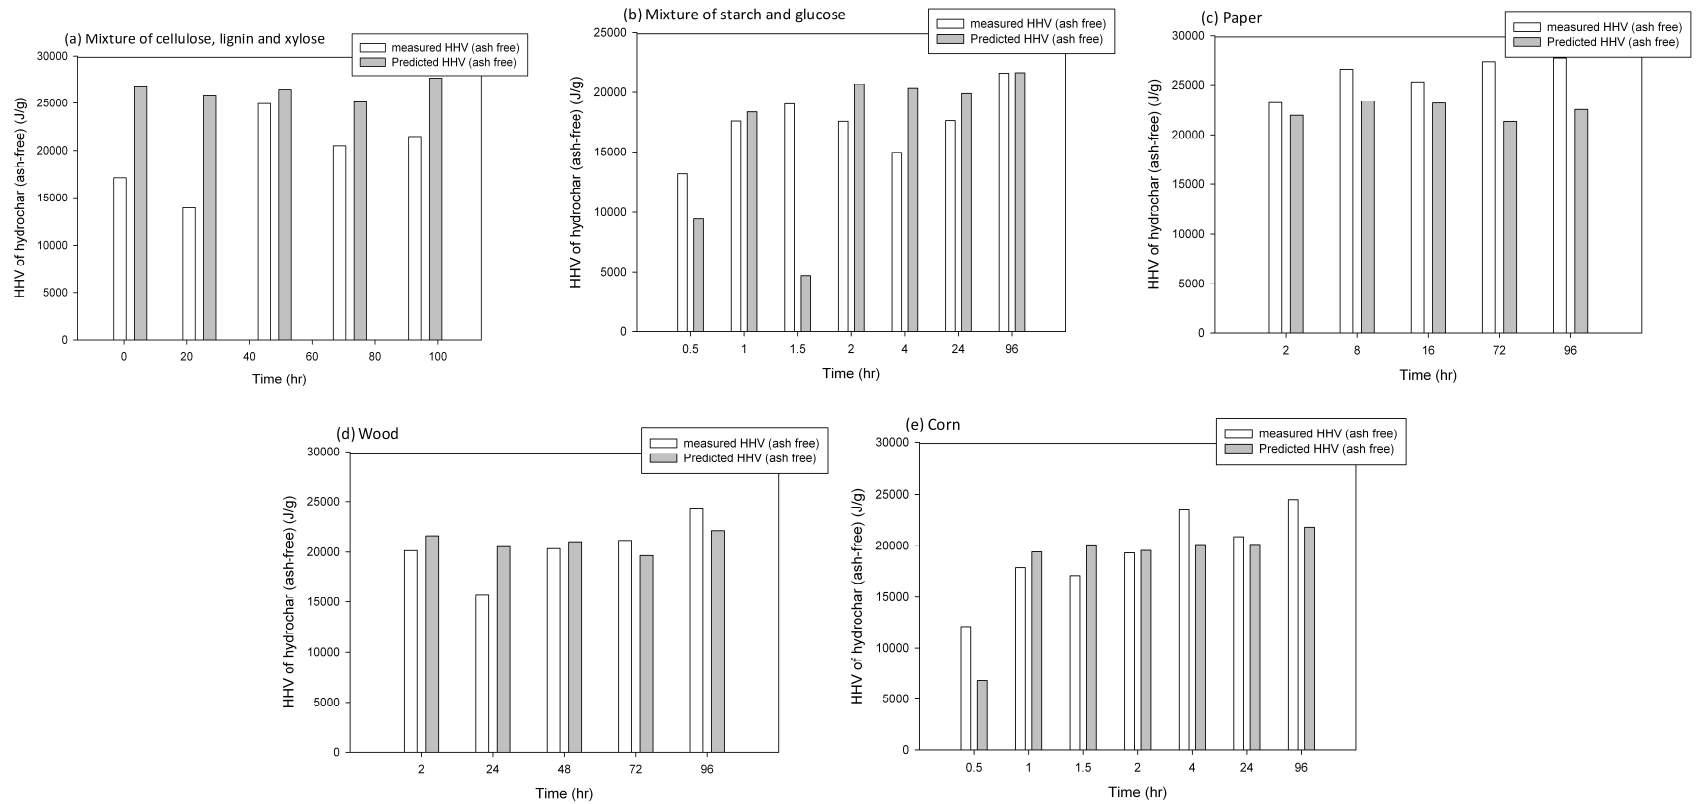 (a) Mixture of cellulose, lignin and xylose
measured HHV (ash free)
Predicted HHV (ash free)
HHV of hydrochar (ash-free) (J/g)
30000
25000
20000
15000
10000
5000
0
0 20 40 60 80 100
Time (hr)
(b) Mixture of starch and glucose
measured HHV (ash free)
Predicted HHV (ash free)
HHV of hydrochar (ash-free) (J/g)
25000
20000
15000
10000
5000
0
0.5 1 1.5 2 4 24 96
Time (hr)
(c) Paper
measured HHV (ash free)
Predicted HHV (ash free)
HHV of hydrochar (ash-free) (J/g)
30000
25000
20000
15000
10000
5000
0
2 8 16 72 96
Time (hr)
(d) Wood
measured HHV (ash free)
Predicted HHV (ash free)
HHV of hydrochar (ash-free) (J/g)
30000
25000
20000
15000
10000
5000
0
2 24 48 72 96
Time (hr)
(e) Corn
measured HHV (ash free)
Predicted HHV (ash free)
HHV of hydrochar (ash-free) (J/g)
30000
25000
20000
15000
10000
5000
0
0.5 1 1.5 2 4 24 96
Time (hr)